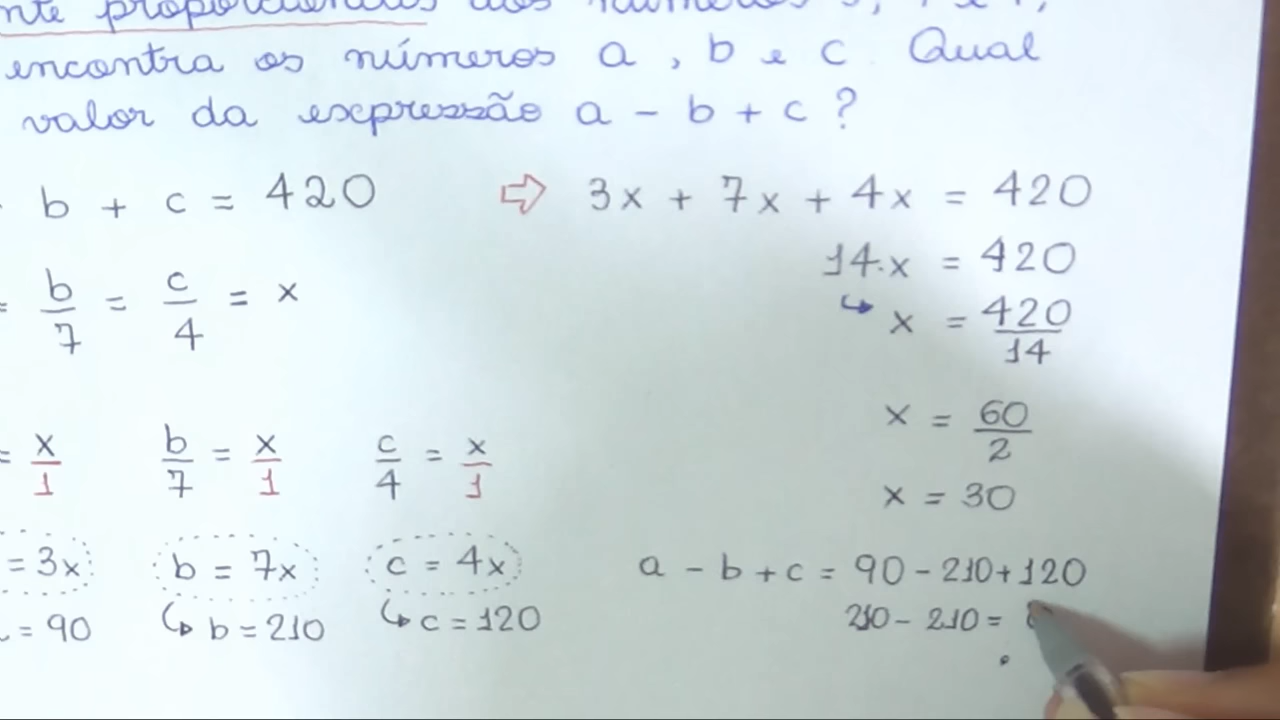 proporcionais
encontra os números a, b e c. Qual
valor da expressão a - b + c ?
b + c = 420 ⇨ 3x + 7x + 4x = 420
14.x = 420
= b/7 = c/4 = x
↳ x = 420/14
x = 60/2
= x/1 b/7 = x/1 c/4 = x/1
x = 30
= 3x b = 7x c = 4x
a - b + c = 90 - 210 + 120
= 90 ↳ b = 210 ↳ c = 120
210 - 210 =